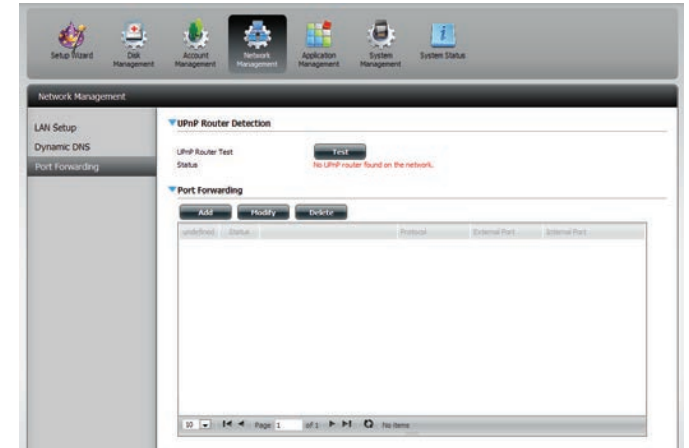 Setup Wizard
Disk Management
Account Management
Network Management
Application Management
System Management
System Status
Network Management
LAN Setup
Dynamic DNS
Port Forwarding
UPnP Router Detection
UPnP Router Test Test
Status No UPnP router found on the network.
Port Forwarding
Add Modify Delete
undefined Status Protocol External Port Internal Port
10 Page 1 of 1 No items